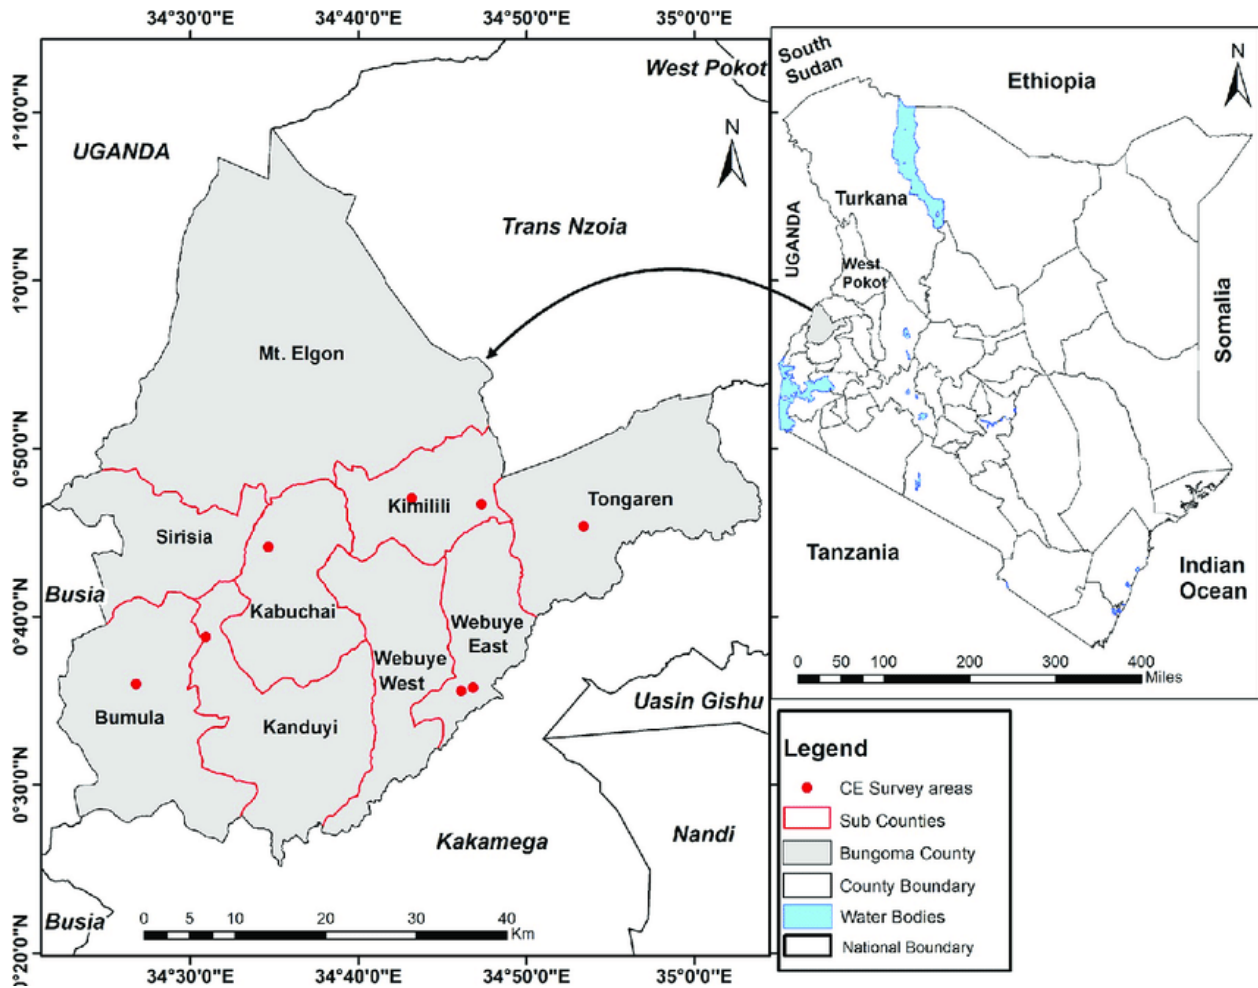 34°30'0"E
34°40'0"E
34°50'0"E
35°0'0"E
1°10'0"N
1°0'0"N
0°50'0"N
0°40'0"N
0°30'0"N
0°20'0"N
West Pokot
UGANDA
N
Trans Nzoia
Mt. Elgon
Kimilili
Tongaren
Sirisia
Busia
Kabuchai
Webuye
East
Webuye
West
Bumula
Kanduyi
Uasin Gishu
Kakamega
Nandi
Busia
0 5 10 20 30 40
Km
34°30'0"E
34°40'0"E
34°50'0"E
35°0'0"E
South
Sudan
Ethiopia
N
Turkana
UGANDA
West
Pokot
Somalia
Tanzania
Indian
Ocean
0 50 100 200 300 400
Miles
Legend
CE Survey areas
Sub Counties
Bungoma County
County Boundary
Water Bodies
National Boundary